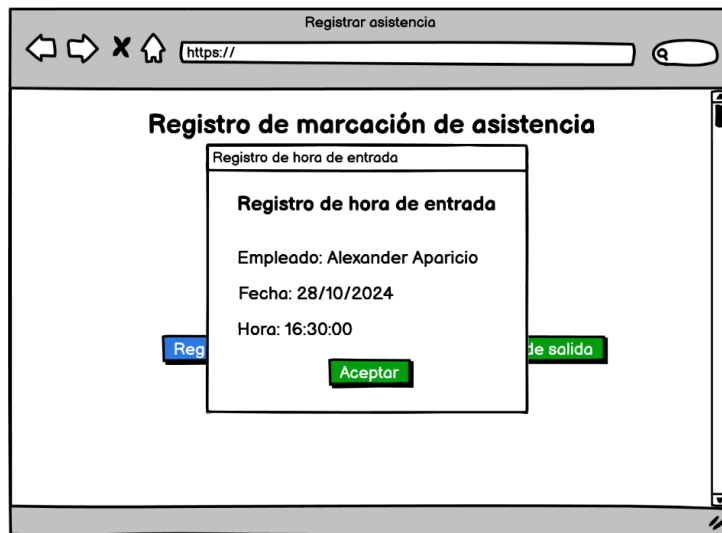 Registrar asistencia
https://
Registro de marcación de asistencia
Registro de hora de entrada
Registro de hora de entrada
Empleado: Alexander Aparicio
Fecha: 28/10/2024
Hora: 16:30:00
Reg
de salida
Aceptar